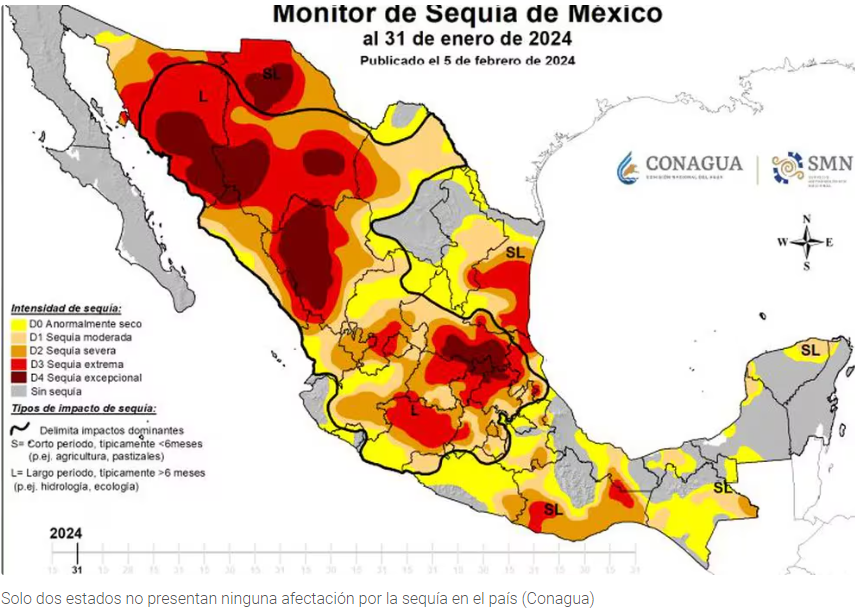 Monitor de Sequía de México
al 31 de enero de 2024
Publicado el 5 de febrero de 2024
SL
L
CONAGUA
COMISIÓN NACIONAL DEL AGUA
SMN
N
W E
S
SL
Intensidad de sequía:
D0 Anormalmente seco
D1 Sequía moderada
D2 Sequía severa
D3 Sequía extrema
D4 Sequía excepcional
Sin sequía
SL
Tipos de impacto de sequía:
Delimita impactos dominantes
S= Corto periodo, típicamente <6meses
(p.ej. agricultura, pastizales)
L= Largo periodo, típicamente >6 meses
(p.ej. hidrología, ecología)
L
SL
SL
2024
31
Solo dos estados no presentan ninguna afectación por la sequía en el país (Conagua)